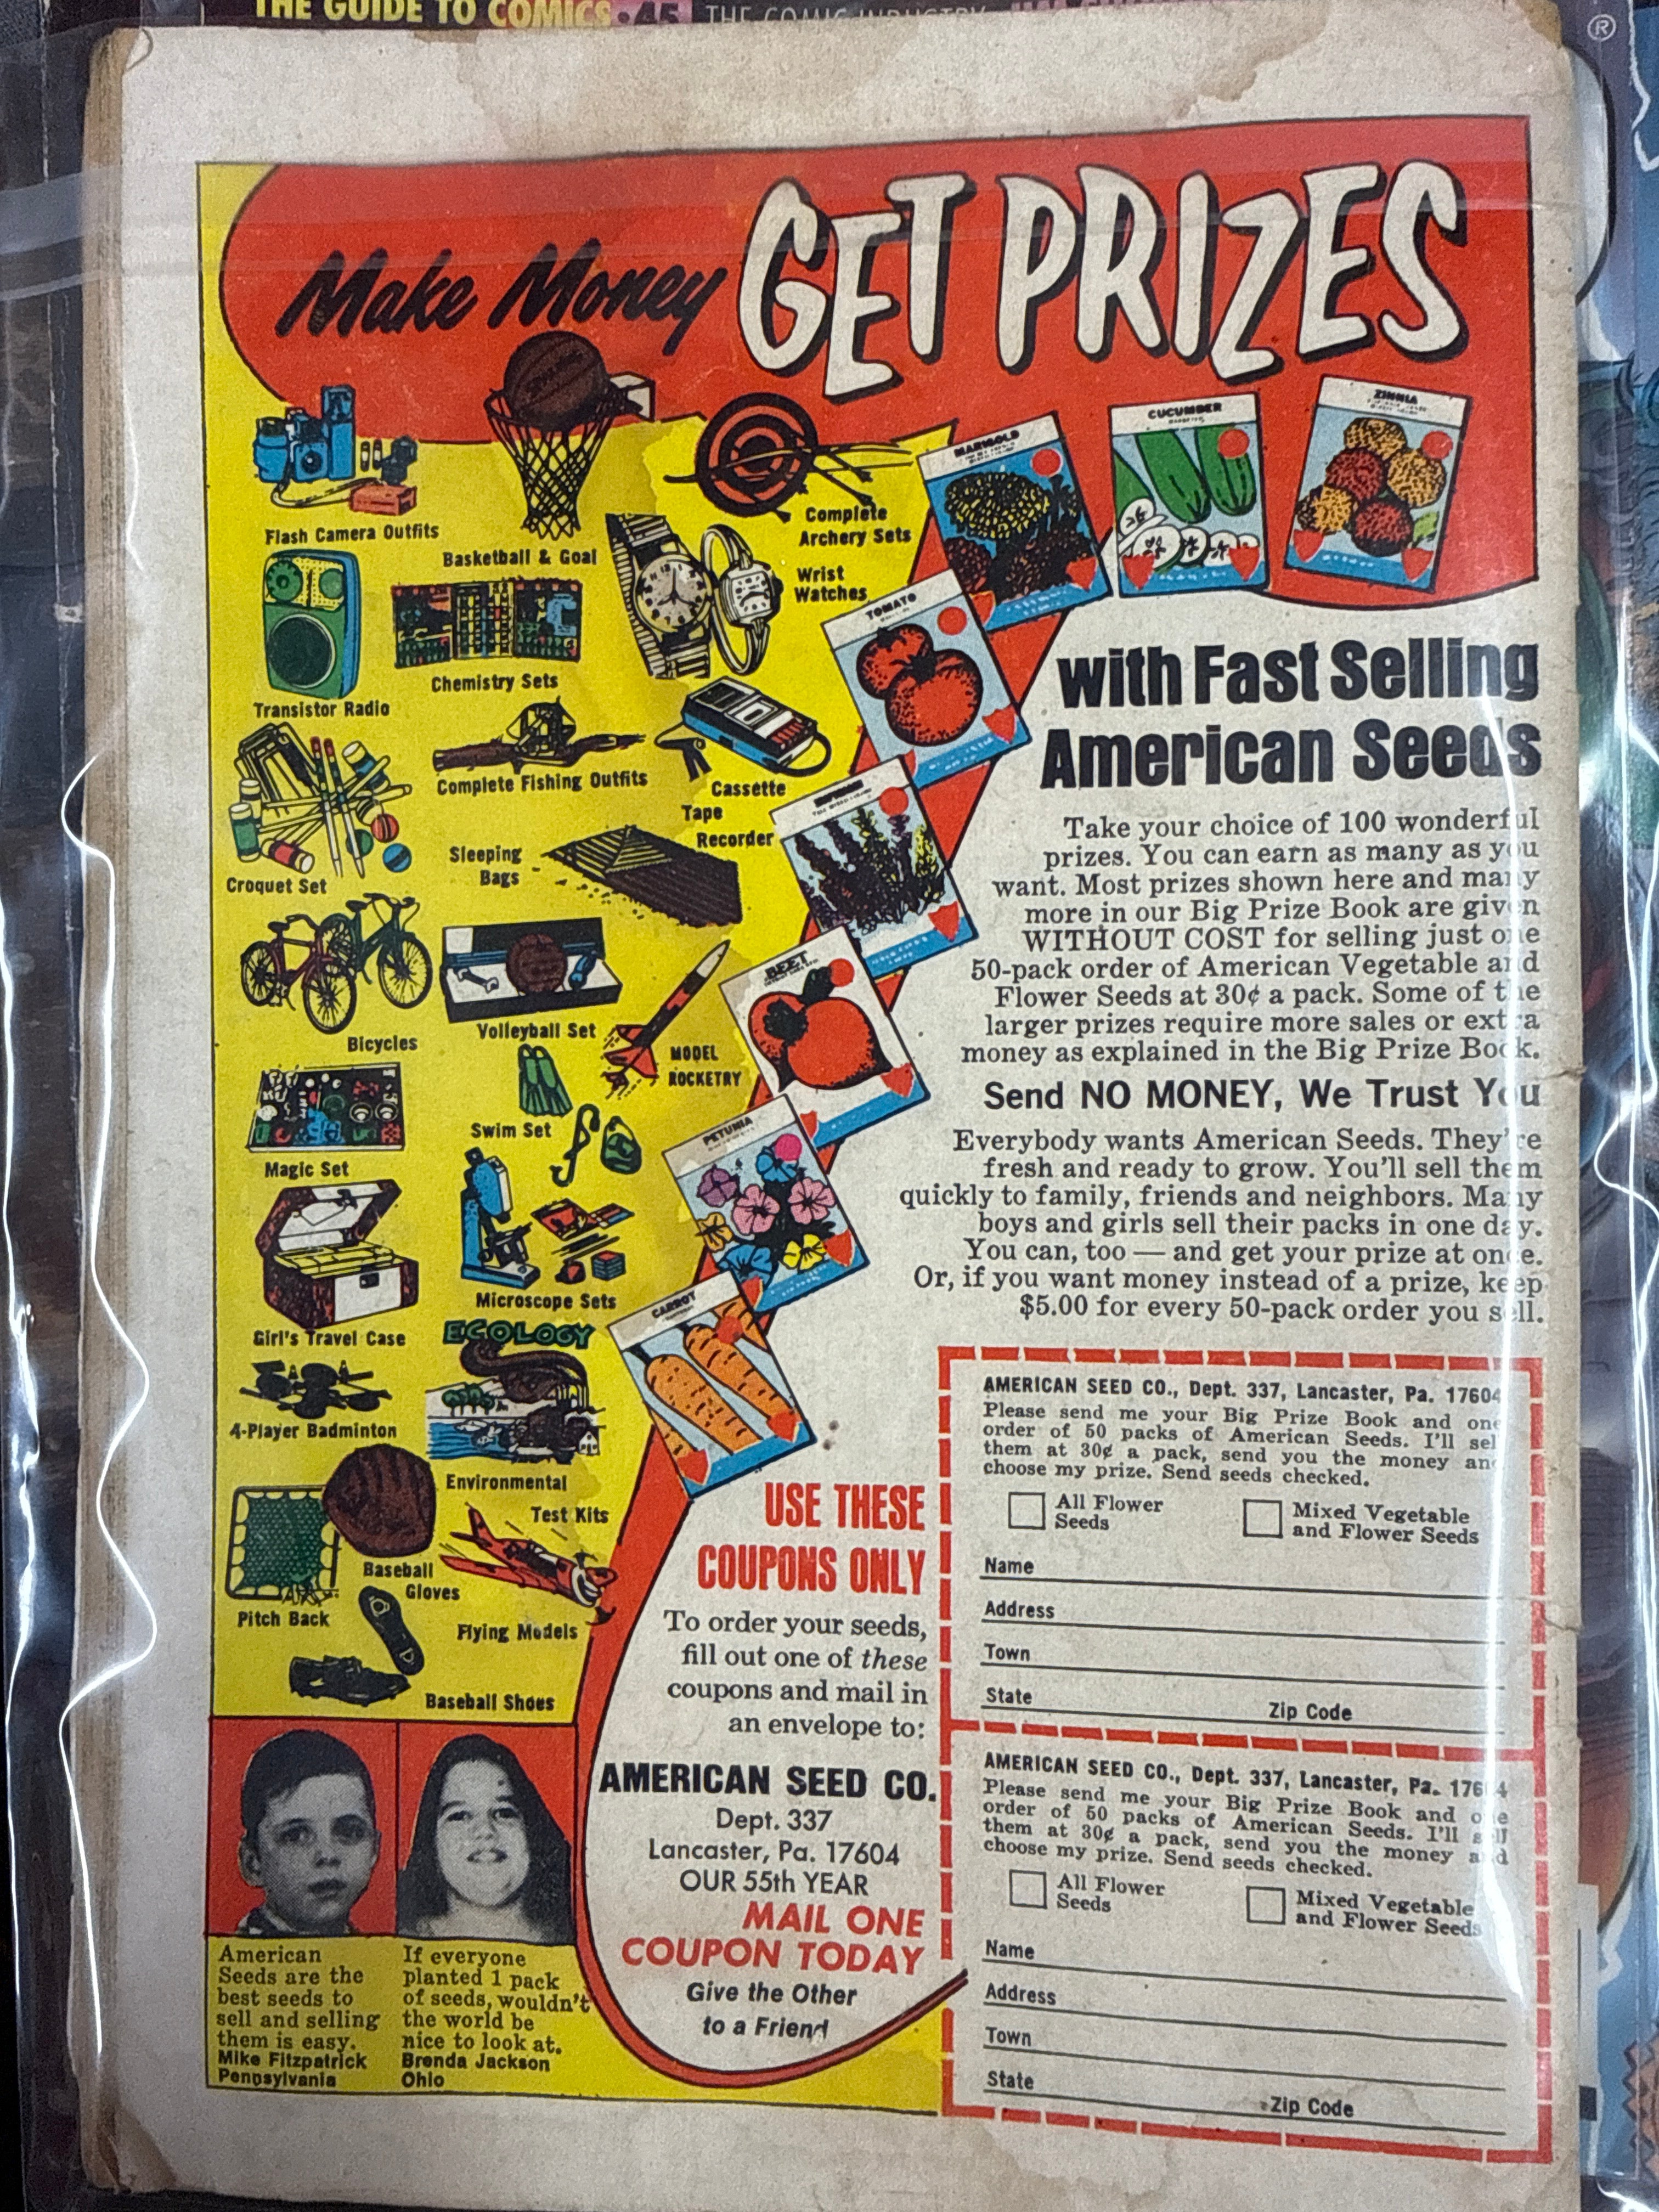 THE GUIDE TO COMICS • 45
THE COMIC INDUSTRY
®
Make Money GET PRIZES
Flash Camera Outfits
Basketball & Goal
Complete
Archery Sets
Wrist
Watches
Transistor Radio
Chemistry Sets
Complete Fishing Outfits
Cassette
Tape
Recorder
Croquet Set
Sleeping
Bags
Bicycles
Volleyball Set
MODEL
ROCKETRY
Magic Set
Swim Set
Girl's Travel Case
Microscope Sets
ECOLOGY
4-Player Badminton
Environmental
Test Kits
Baseball
Gloves
Pitch Back
Flying Models
Baseball Shoes
MARIGOLD
CUCUMBER
ZINNIA
TOMATO
BEET
PETUNIA
CARROT
with Fast Selling
American Seeds
Take your choice of 100 wonderful
prizes. You can earn as many as you
want. Most prizes shown here and many
more in our Big Prize Book are given
WITHOUT COST for selling just one
50-pack order of American Vegetable and
Flower Seeds at 30¢ a pack. Some of the
larger prizes require more sales or extra
money as explained in the Big Prize Book.
Send NO MONEY, We Trust You
Everybody wants American Seeds. They're
fresh and ready to grow. You'll sell them
quickly to family, friends and neighbors. Many
boys and girls sell their packs in one day.
You can, too — and get your prize at once.
Or, if you want money instead of a prize, keep
$5.00 for every 50-pack order you sell.
USE THESE
COUPONS ONLY
To order your seeds,
fill out one of these
coupons and mail in
an envelope to:
AMERICAN SEED CO.
Dept. 337
Lancaster, Pa. 17604
OUR 55th YEAR
MAIL ONE
COUPON TODAY
Give the Other
to a Friend
AMERICAN SEED CO., Dept. 337, Lancaster, Pa. 17604
Please send me your Big Prize Book and one
order of 50 packs of American Seeds. I'll sell
them at 30¢ a pack, send you the money and
choose my prize. Send seeds checked.
All Flower
Seeds
Mixed Vegetable
and Flower Seeds
Name
Address
Town
State Zip Code
AMERICAN SEED CO., Dept. 337, Lancaster, Pa. 17604
Please send me your Big Prize Book and one
order of 50 packs of American Seeds. I'll sell
them at 30¢ a pack, send you the money and
choose my prize. Send seeds checked.
All Flower
Seeds
Mixed Vegetable
and Flower Seeds
Name
Address
Town
State Zip Code
American
Seeds are the
best seeds to
sell and selling
them is easy.
Mike Fitzpatrick
Pennsylvania
If everyone
planted 1 pack
of seeds, wouldn't
the world be
nice to look at.
Brenda Jackson
Ohio